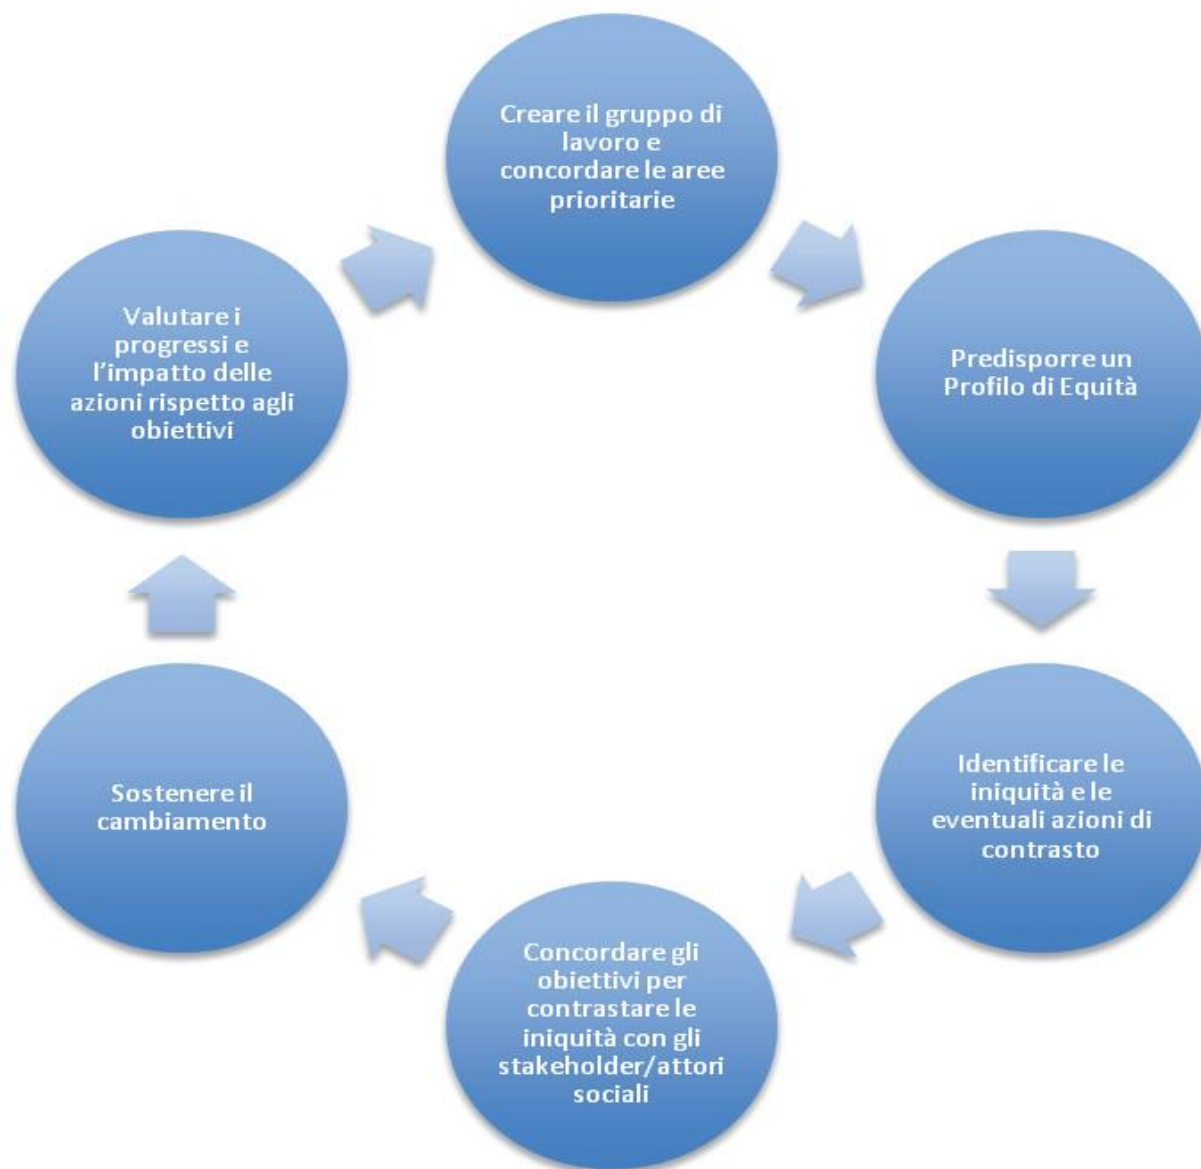 Creare il gruppo di
lavoro e
concordare le aree
prioritarie
Predisporre un
Profilo di Equità
Identificare le
iniquità e le
eventuali azioni di
contrasto
Concordare gli
obiettivi per
contrastare le
iniquità con gli
stakeholder/attori
sociali
Sostenere il
cambiamento
Valutare i
progressi e
l'impatto delle
azioni rispetto agli
obiettivi